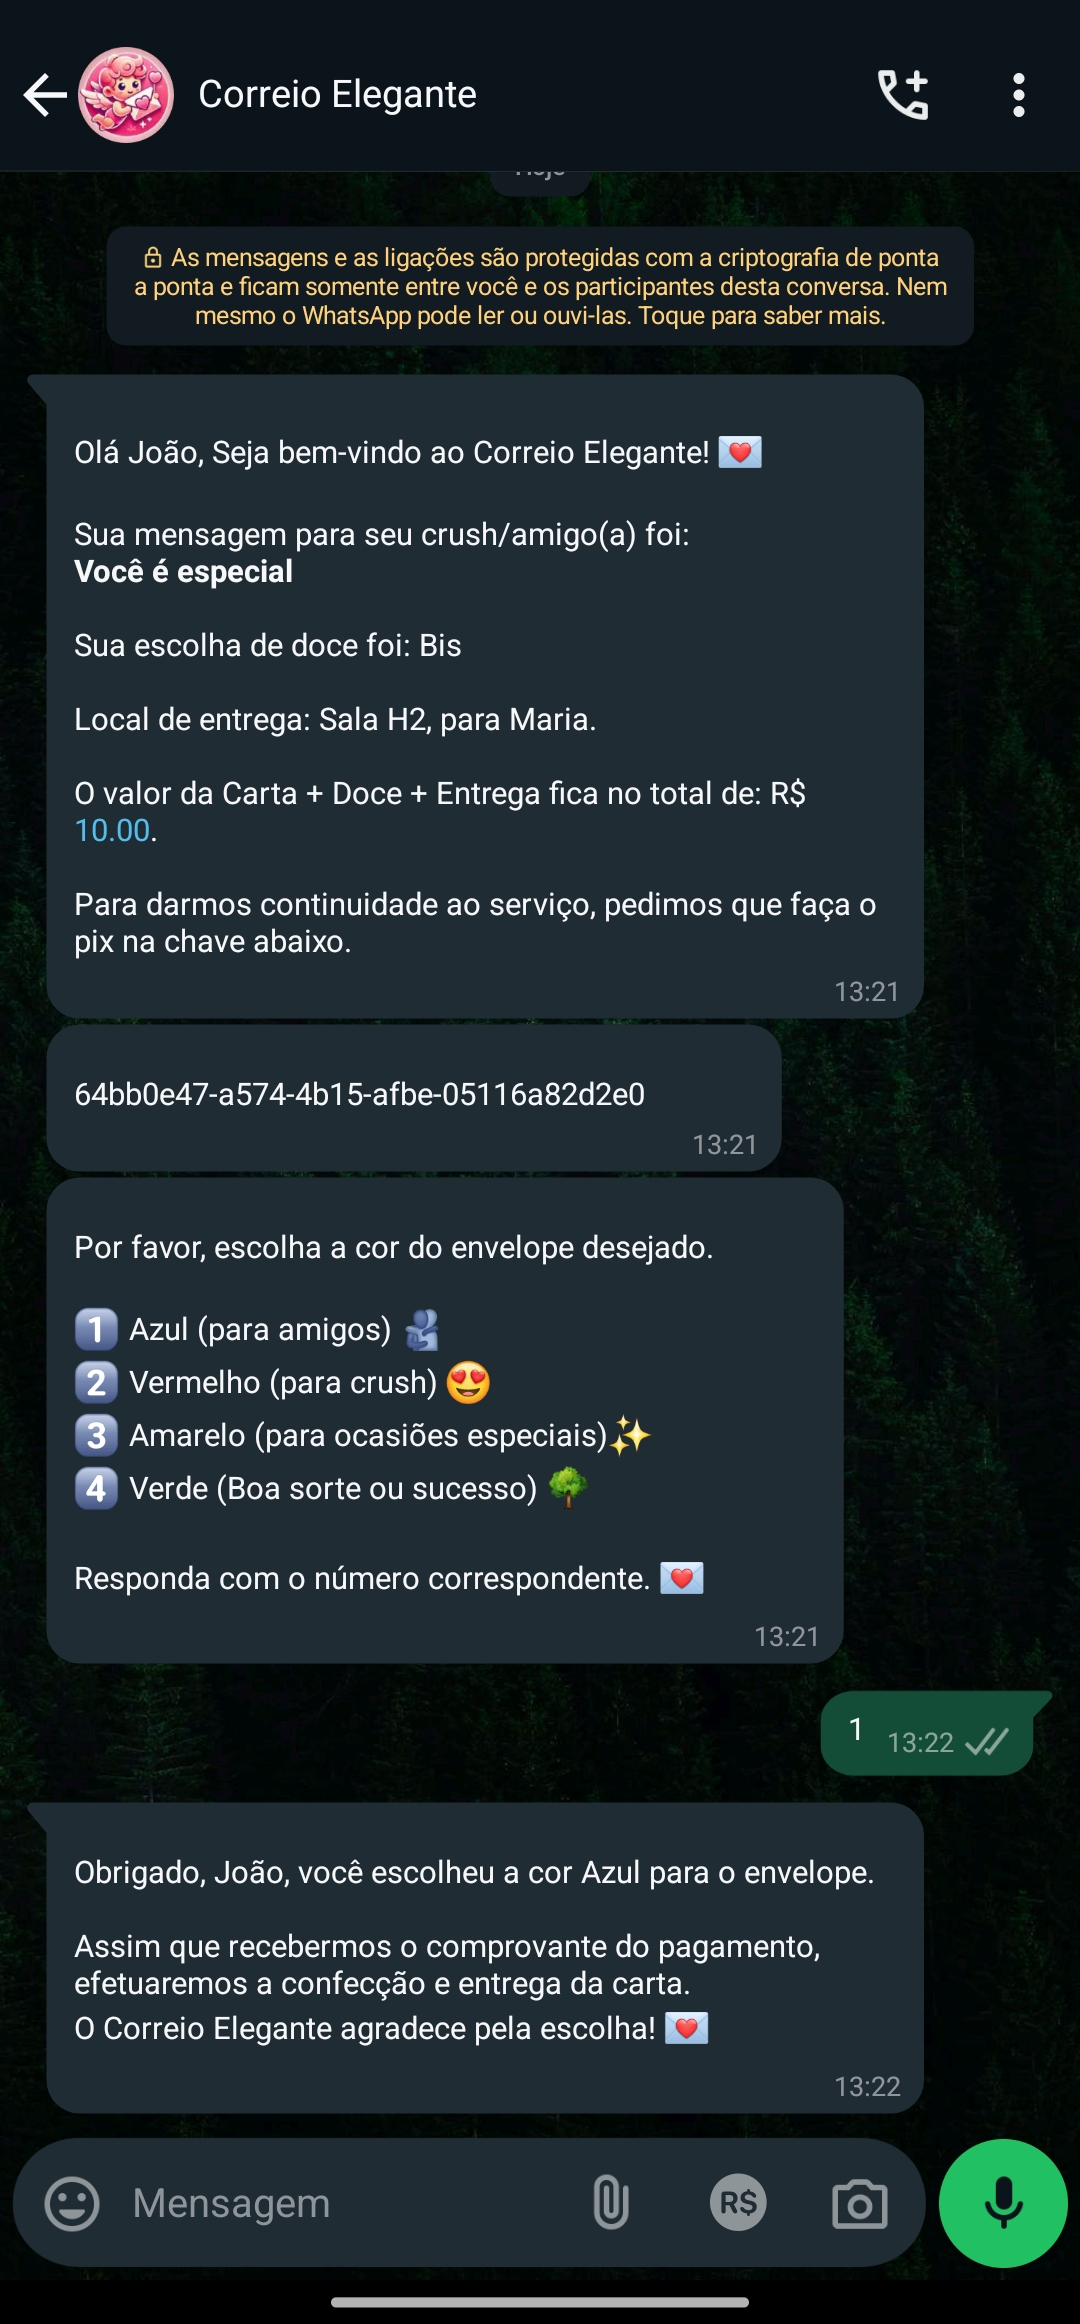 Correio Elegante
Hoje
As mensagens e as ligações são protegidas com a criptografia de ponta
a ponta e ficam somente entre você e os participantes desta conversa. Nem
mesmo o WhatsApp pode ler ou ouvi-las. Toque para saber mais.
Olá João, Seja bem-vindo ao Correio Elegante! 💌
Sua mensagem para seu crush/amigo(a) foi:
Você é especial
Sua escolha de doce foi: Bis
Local de entrega: Sala H2, para Maria.
O valor da Carta + Doce + Entrega fica no total de: R$
10.00.
Para darmos continuidade ao serviço, pedimos que faça o
pix na chave abaixo.
13:21
64bb0e47-a574-4b15-afbe-05116a82d2e0
13:21
Por favor, escolha a cor do envelope desejado.
1️⃣ Azul (para amigos) 🫂
2️⃣ Vermelho (para crush) 😍
3️⃣ Amarelo (para ocasiões especiais)✨
4️⃣ Verde (Boa sorte ou sucesso) 🌳
Responda com o número correspondente. 💌
13:21
1 13:22
Obrigado, João, você escolheu a cor Azul para o envelope.
Assim que recebermos o comprovante do pagamento,
efetuaremos a confecção e entrega da carta.
O Correio Elegante agradece pela escolha! 💌
13:22
Mensagem
R$